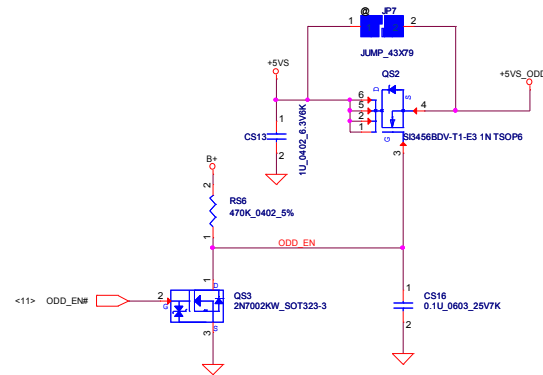 @ JP7
1 2
JUMP_43X79
+5VS
QS2
+5VS_ODD
D
S
6
5
2
1
4
G
3
SI3456BDV-T1-E3 1N TSOP6
CS13
1
2
1U_0402_6.3V6K
B+
2
RS6
470K_0402_5%
1
ODD_EN
<11> ODD_EN#
2
G
1
D
QS3
2N7002KW_SOT323-3
3
S
1
CS16
0.1U_0603_25V7K
2